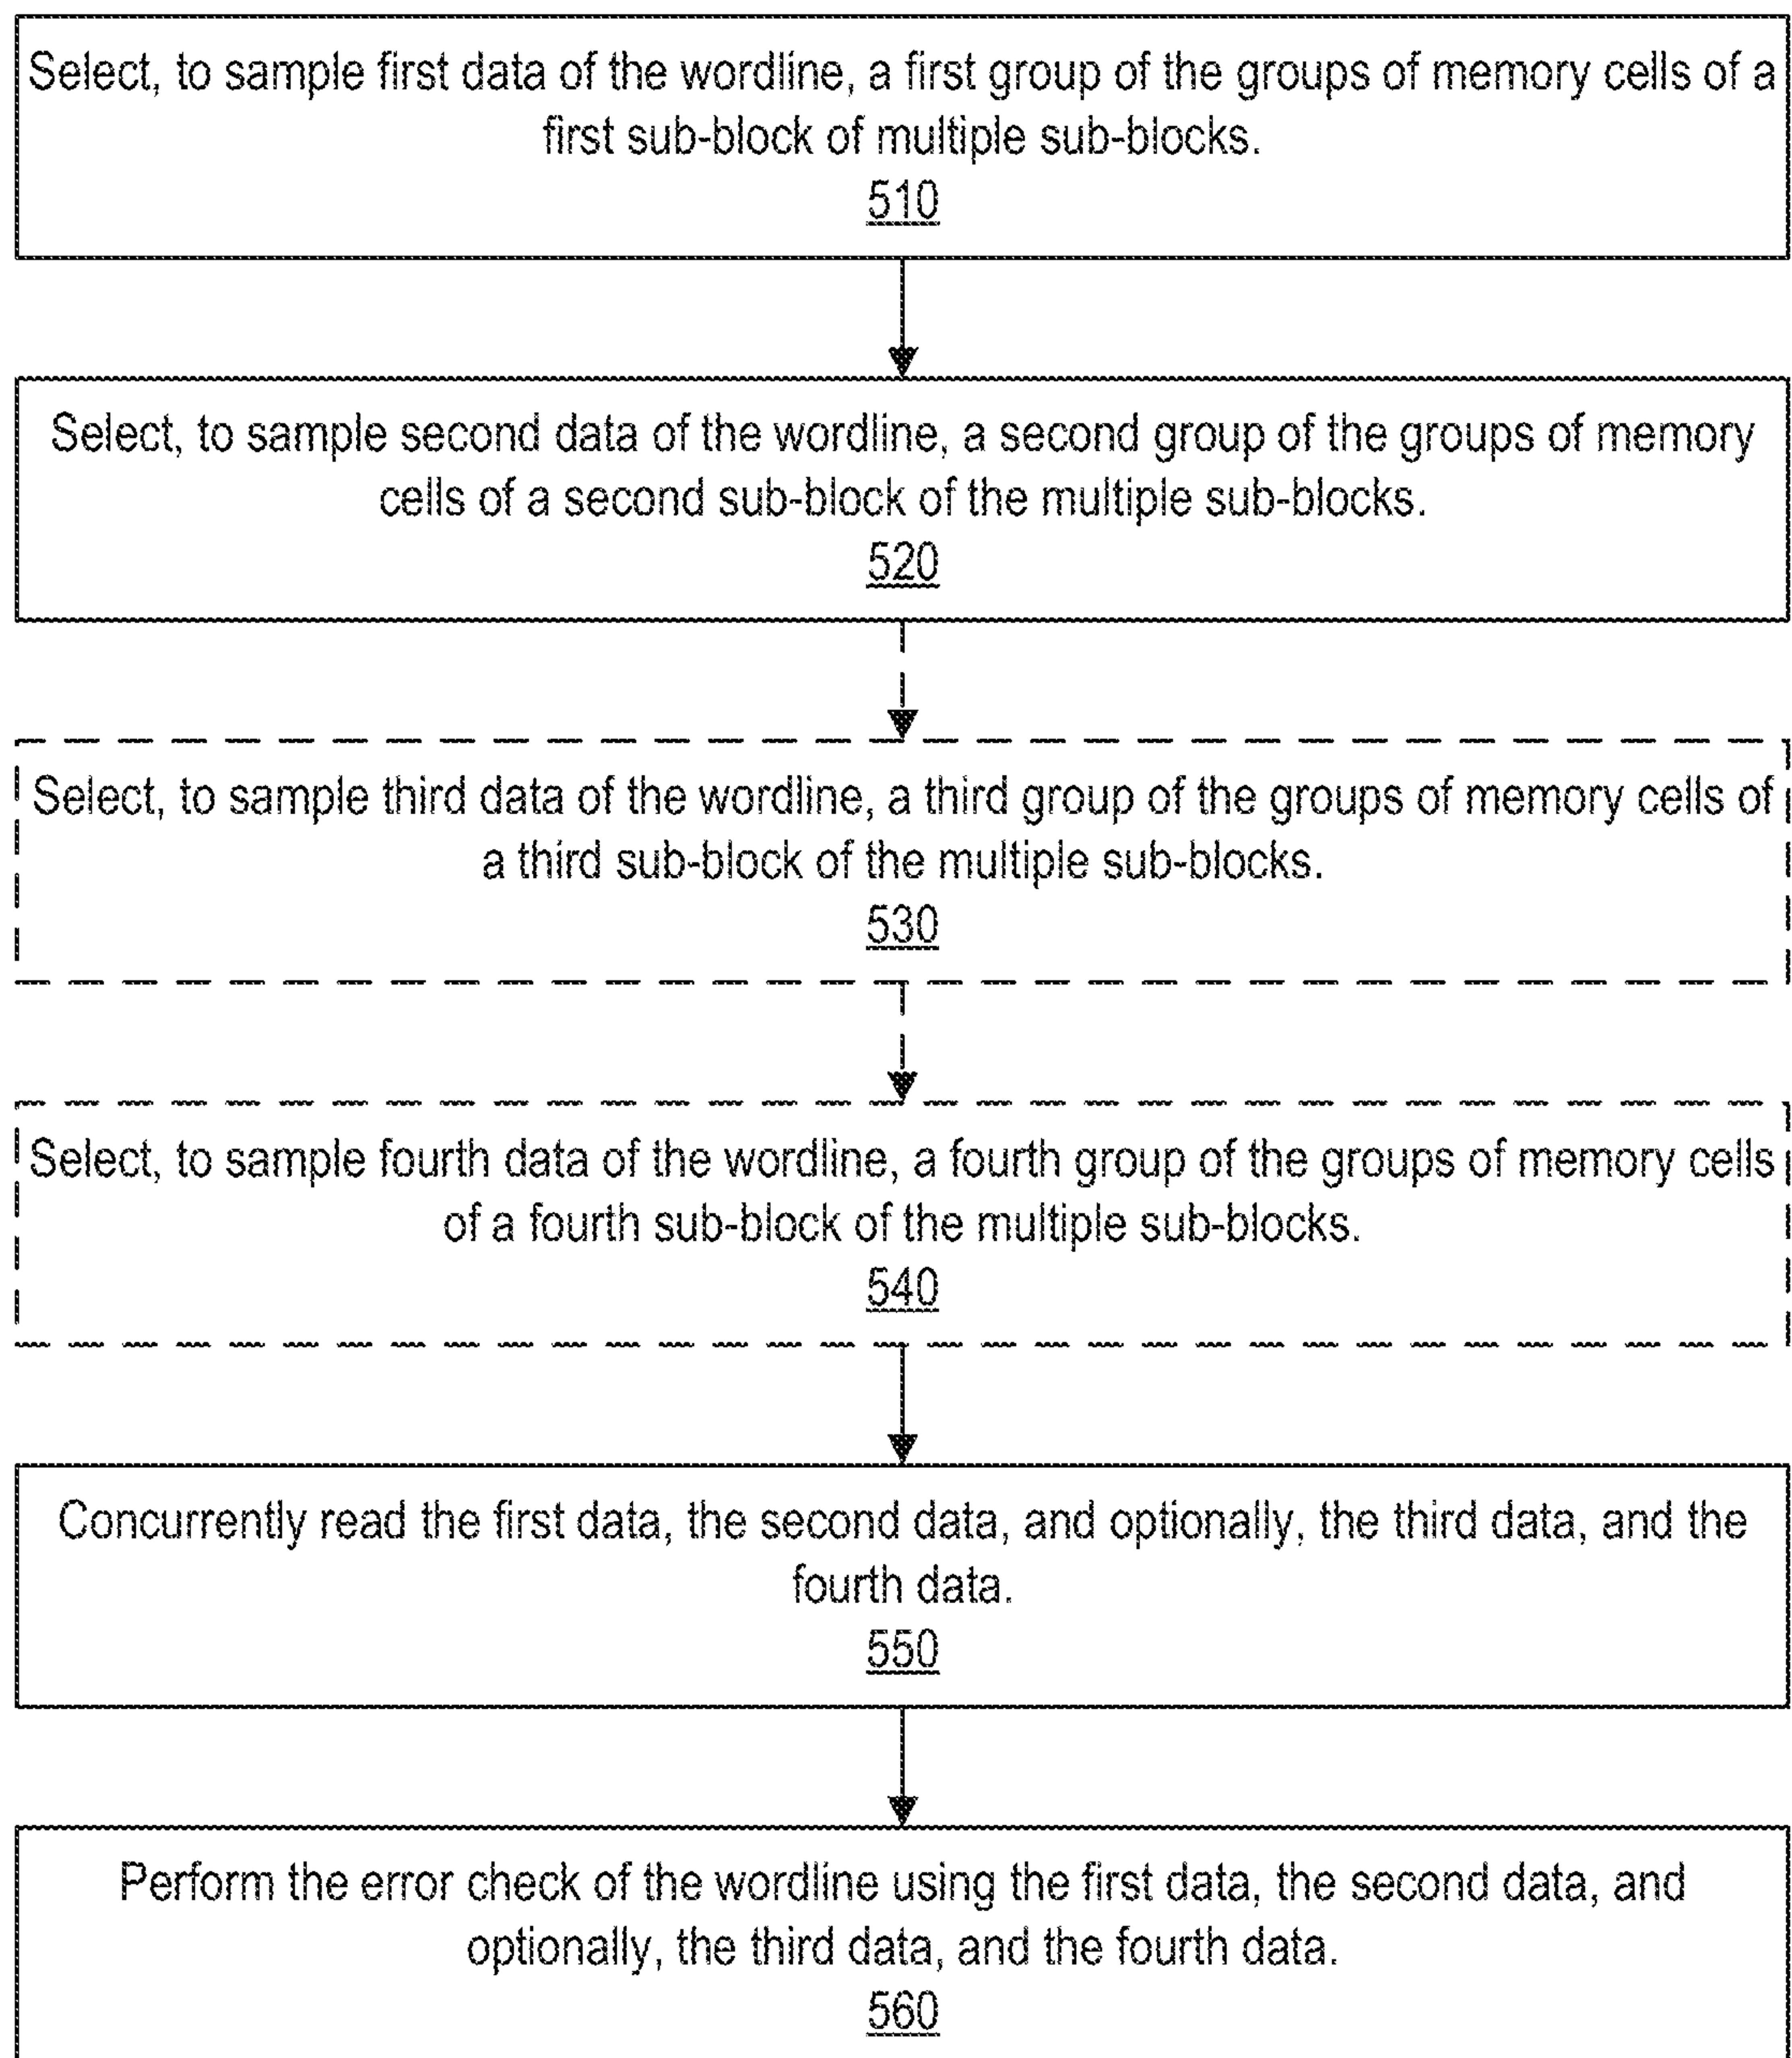 Select, to sample first data of the wordline, a first group of the groups of memory cells of a
first sub-block of multiple sub-blocks.
510
Select, to sample second data of the wordline, a second group of the groups of memory
cells of a second sub-block of the multiple sub-blocks.
520
Select, to sample third data of the wordline, a third group of the groups of memory cells of
a third sub-block of the multiple sub-blocks.
530
Select, to sample fourth data of the wordline, a fourth group of the groups of memory cells
of a fourth sub-block of the multiple sub-blocks.
540
Concurrently read the first data, the second data, and optionally, the third data, and the
fourth data.
550
Perform the error check of the wordline using the first data, the second data, and
optionally, the third data, and the fourth data.
560